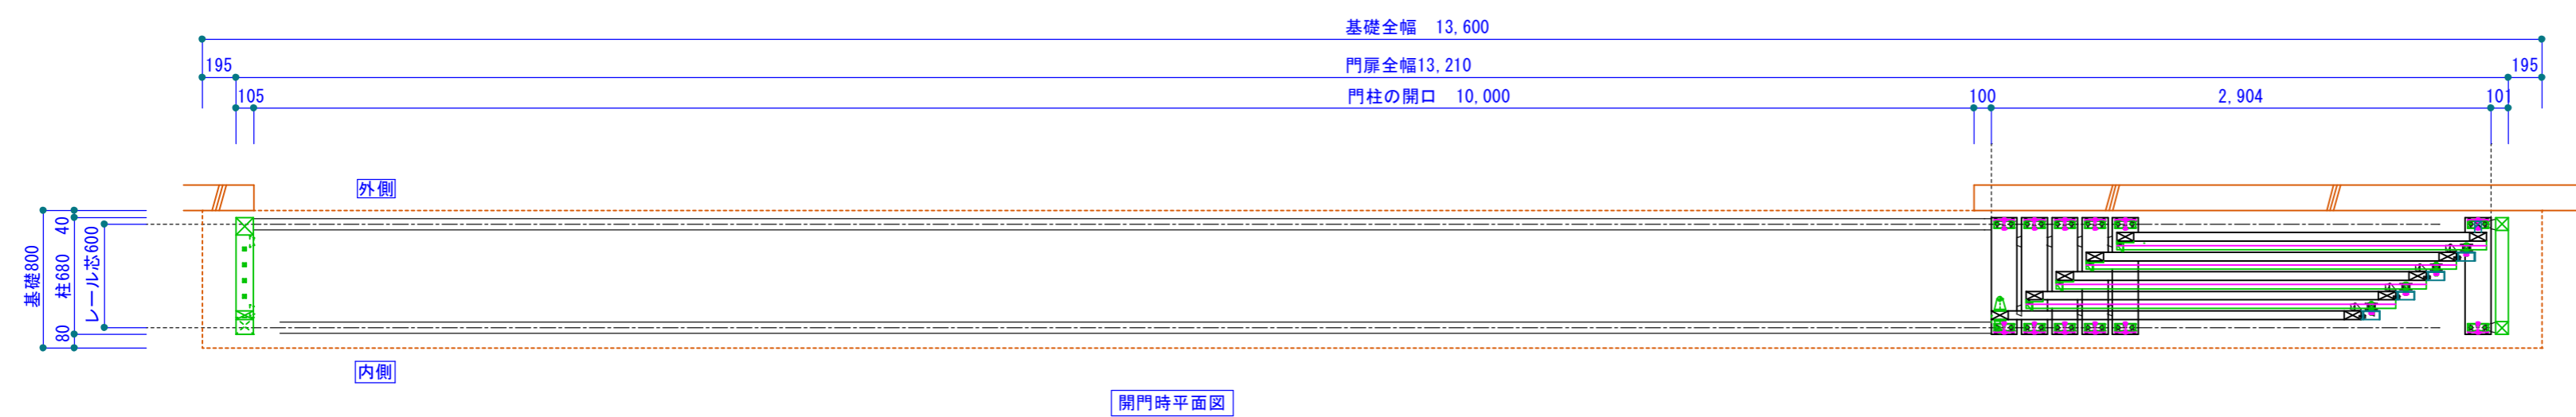 基礎全幅　13,600
195
門扉全幅13,210
195
105
門柱の開口　10,000
100
2,904
101
外側
基礎800
40
柱680
80
レール芯600
内側
開門時平面図